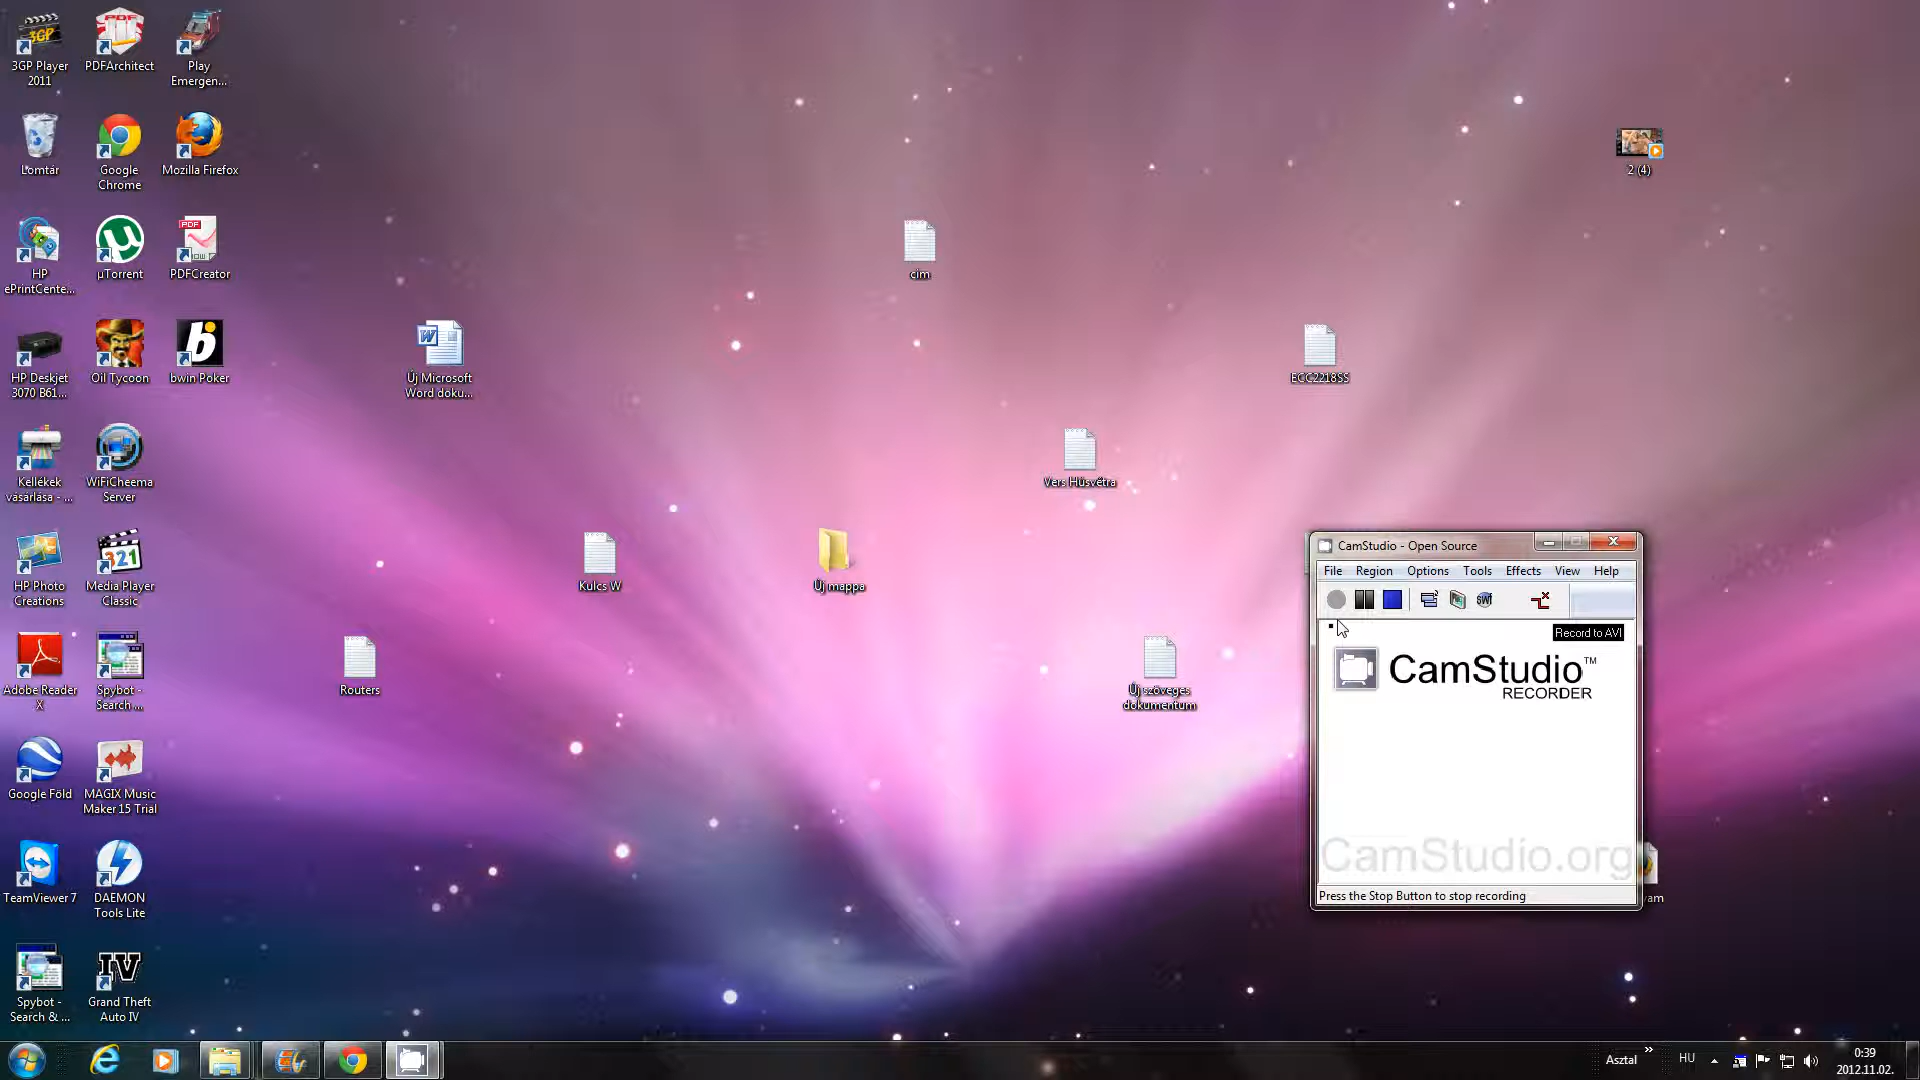 3GP Player
2011
PDFArchitect
Play
Emergen...
Lomtár
Google
Chrome
Mozilla Firefox
HP
ePrintCente...
µTorrent
PDFCreator
HP Deskjet
3070 B61...
Oil Tycoon
bwin Poker
Kellékek
vásárlása - ...
WiFiCheema
Server
HP Photo
Creations
Media Player
Classic
Adobe Reader
X
Spybot -
Search ...
Google Föld
MAGIX Music
Maker 15 Trial
TeamViewer 7
DAEMON
Tools Lite
Spybot -
Search & ...
Grand Theft
Auto IV
2 (4)
cím
Új Microsoft
Word doku...
ECC2218SS
Vers Húsvétra
Kulcs W
Új mappa
Routers
Új szöveges
dokumentum
CamStudio - Open Source
File Region Options Tools Effects View Help
SWf
Record to AVI
CamStudio™
RECORDER
CamStudio.org
Press the Stop Button to stop recording
Asztal
HU
0:39
2012.11.02.